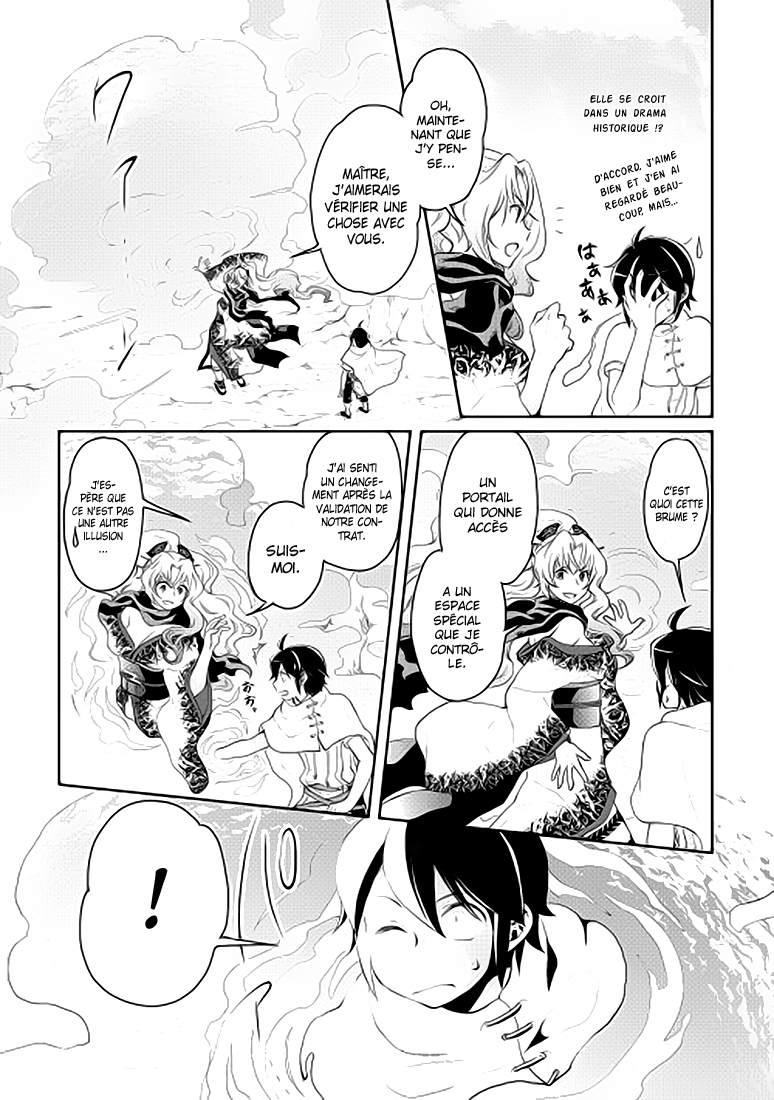 ELLE SE CROIT
DANS UN DRAMA
HISTORIQUE !?
D'ACCORD, J'AIME
BIEN ET J'EN AI
REGARDÉ BEAU-
COUP, MAIS...
はぁぁぁぁ
OH,
MAINTE-
NANT QUE
J'Y PEN-
SE...
MAÎTRE,
J'AIMERAIS
VÉRIFIER UNE
CHOSE AVEC
VOUS.
C'EST
QUOI CETTE
BRUME ?
UN
PORTAIL
QUI DONNE
ACCÈS
A UN
ESPACE
SPÉCIAL
QUE JE
CONTRÔ-
LE.
J'AI SENTI
UN CHANGE-
MENT APRÈS LA
VALIDATION DE
NOTRE CON-
TRAT.
SUIS-
MOI.
J'ES-
PÈRE QUE
CE N'EST PAS
UNE AUTRE
ILLUSION
...
!